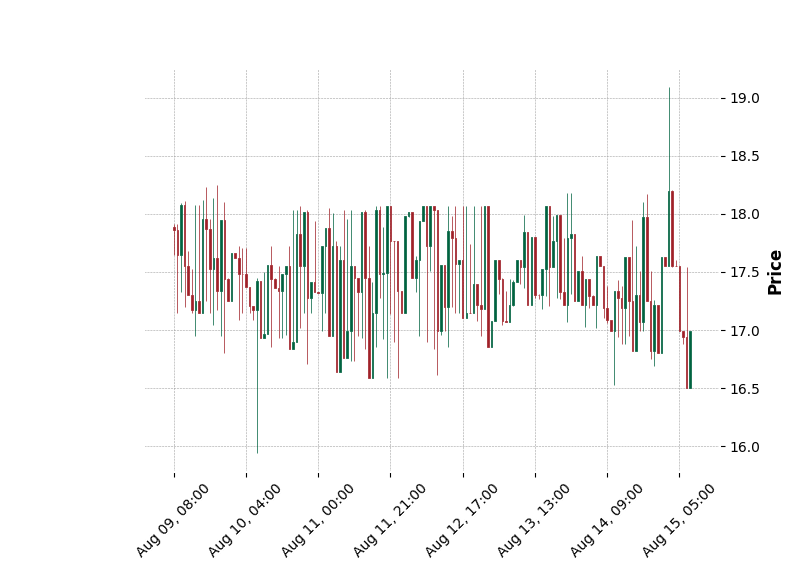 19.0
18.5
18.0
17.5
17.0
16.5
16.0
Price
Aug 09, 08:00
Aug 10, 04:00
Aug 11, 00:00
Aug 11, 21:00
Aug 12, 17:00
Aug 13, 13:00
Aug 14, 09:00
Aug 15, 05:00